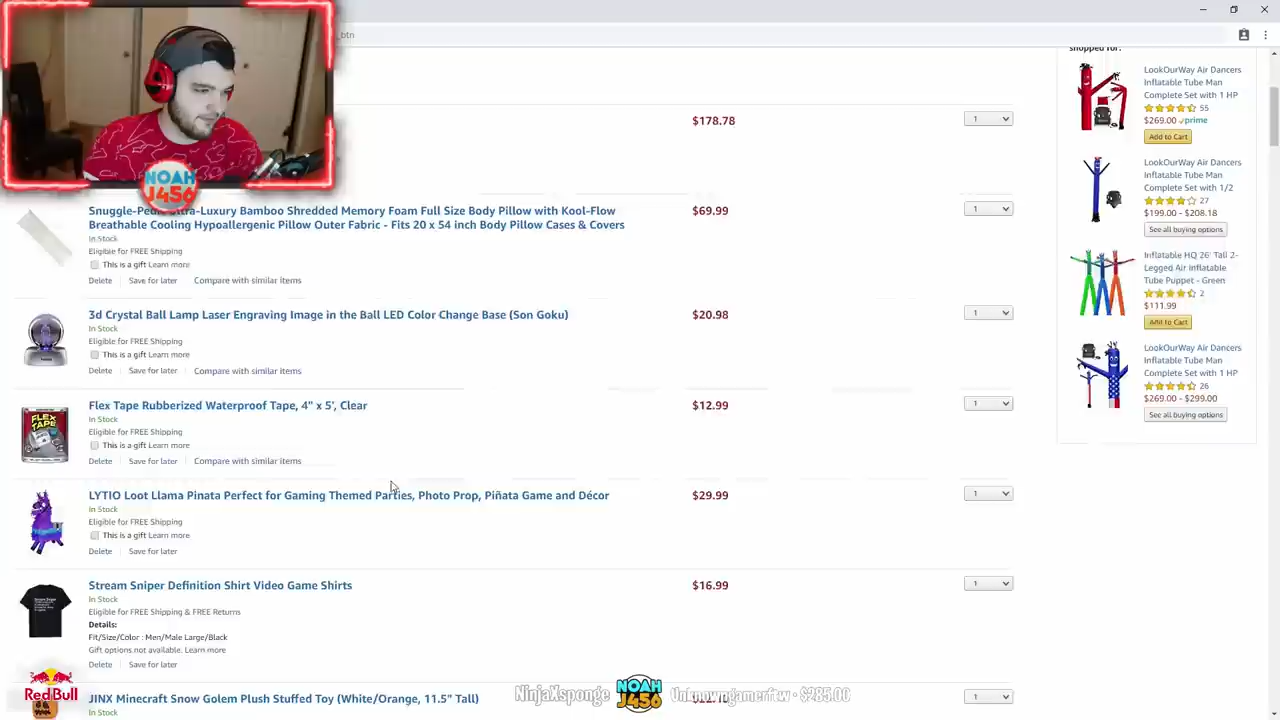 _btn
shopped for:
NOAH
J456
$178.78
1
Snuggle-Pedic Ultra-Luxury Bamboo Shredded Memory Foam Full Size Body Pillow with Kool-Flow
Breathable Cooling Hypoallergenic Pillow Outer Fabric - Fits 20 x 54 inch Body Pillow Cases & Covers
$69.99
1
In Stock
Eligible for FREE Shipping
This is a gift Learn more
Delete Save for later Compare with similar items
3d Crystal Ball Lamp Laser Engraving Image in the Ball LED Color Change Base (Son Goku)
$20.98
1
In Stock
Eligible for FREE Shipping
This is a gift Learn more
Delete Save for later Compare with similar items
Flex Tape Rubberized Waterproof Tape, 4" x 5', Clear
$12.99
1
In Stock
Eligible for FREE Shipping
This is a gift Learn more
Delete Save for later Compare with similar items
FLEX
TAPE
LYTIO Loot Llama Pinata Perfect for Gaming Themed Parties, Photo Prop, Piñata Game and Décor
$29.99
1
In Stock
Eligible for FREE Shipping
This is a gift Learn more
Delete Save for later
Stream Sniper Definition Shirt Video Game Shirts
$16.99
1
In Stock
Eligible for FREE Shipping & FREE Returns
Details:
Fit/Size/Color : Men/Male Large/Black
Gift options not available. Learn more
Delete Save for later
JINX Minecraft Snow Golem Plush Stuffed Toy (White/Orange, 11.5" Tall)
1
In Stock
RedBull
NinjaXsponge
NOAH
J456
Unknowngamerftw - $285.00
LookOurWay Air Dancers
Inflatable Tube Man
Complete Set with 1 HP
55
$269.00 prime
Add to Cart
LookOurWay Air Dancers
Inflatable Tube Man
Complete Set with 1/2
27
$199.00 - $208.18
See all buying options
Inflatable HQ 26' Tall 2-
Legged Air Inflatable
Tube Puppet - Green
2
$111.99
Add to Cart
LookOurWay Air Dancers
Inflatable Tube Man
Complete Set with 1 HP
26
$269.00 - $299.00
See all buying options